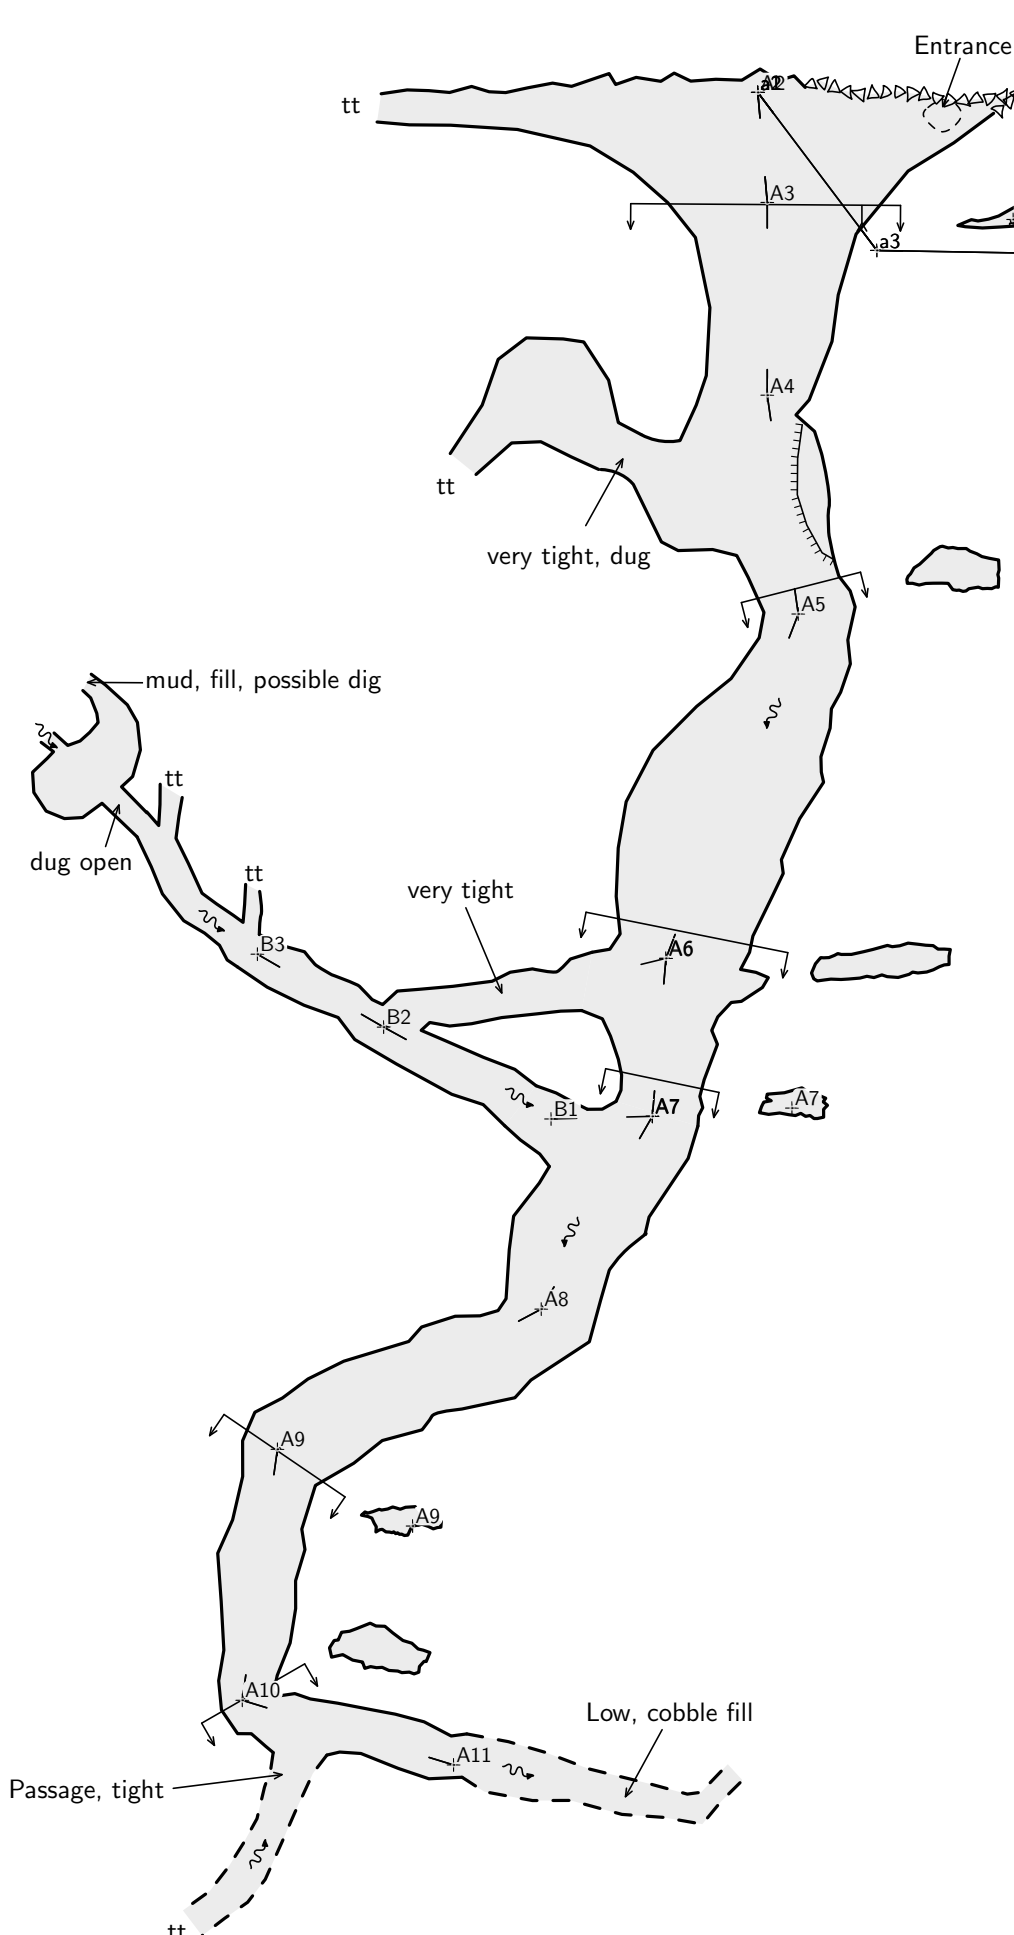 Entrance
a2
tt
A3
a3
A4
tt
very tight, dug
A5
mud, fill, possible dig
tt
dug open
tt
very tight
B3
A6
B2
B1
A7
A7
A8
A9
A9
A10
Low, cobble fill
A11
Passage, tight
tt